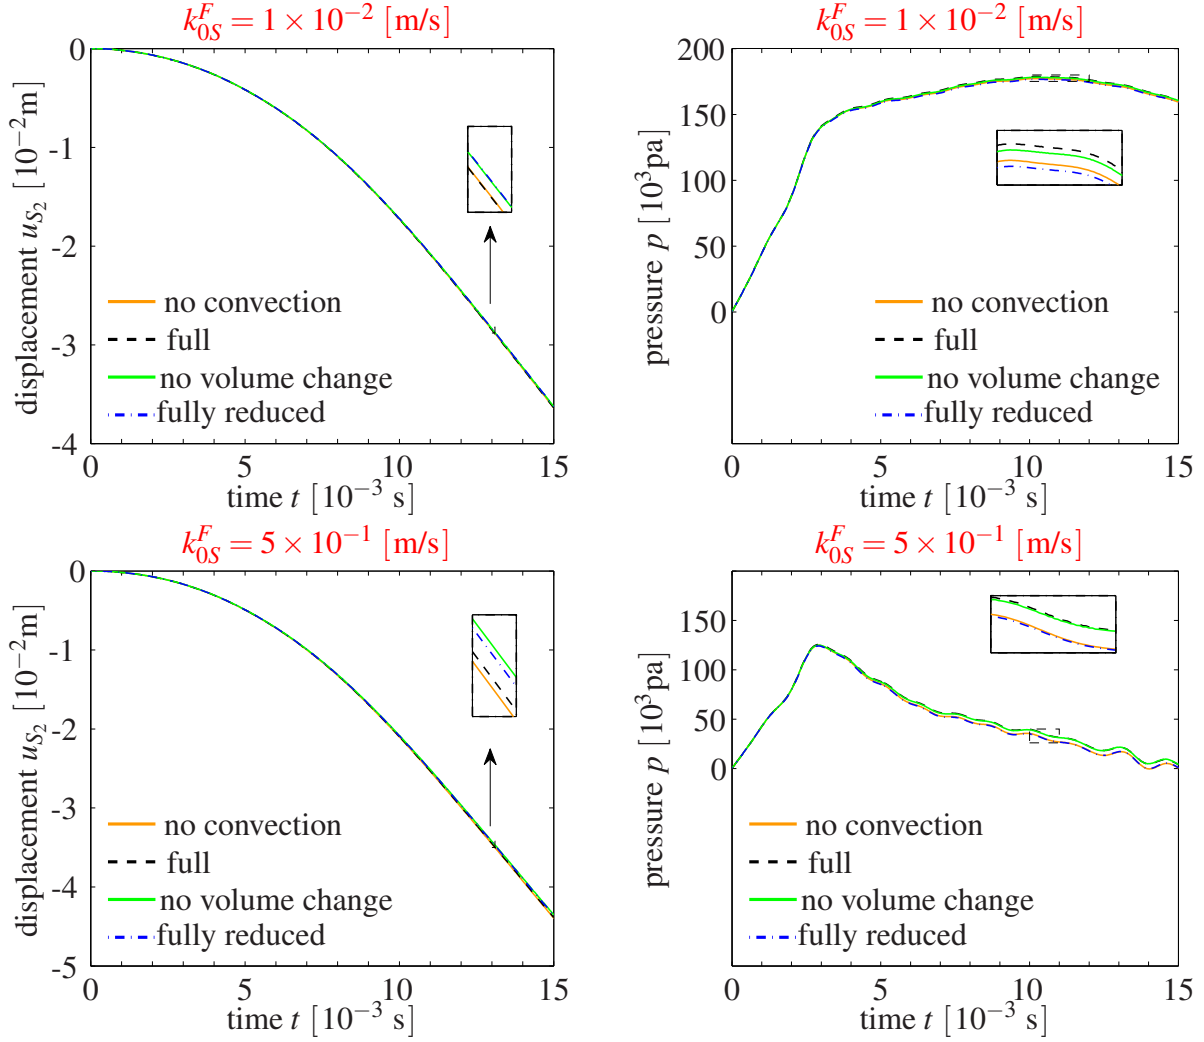 k_{0S}^F = 1 × 10^{−2} [m/s]
0
-1
-2
-3
-4
displacement u_{S_2} [10^{−2}m]
no convection
full
no volume change
fully reduced
0 5 10 15
time t [10^{−3} s]
k_{0S}^F = 1 × 10^{−2} [m/s]
200
150
100
50
0
pressure p [10^3pa]
no convection
full
no volume change
fully reduced
0 5 10 15
time t [10^{−3} s]
k_{0S}^F = 5 × 10^{−1} [m/s]
0
-1
-2
-3
-4
-5
displacement u_{S_2} [10^{−2}m]
no convection
full
no volume change
fully reduced
0 5 10 15
time t [10^{−3} s]
k_{0S}^F = 5 × 10^{−1} [m/s]
150
100
50
0
pressure p [10^3pa]
no convection
full
no volume change
fully reduced
0 5 10 15
time t [10^{−3} s]